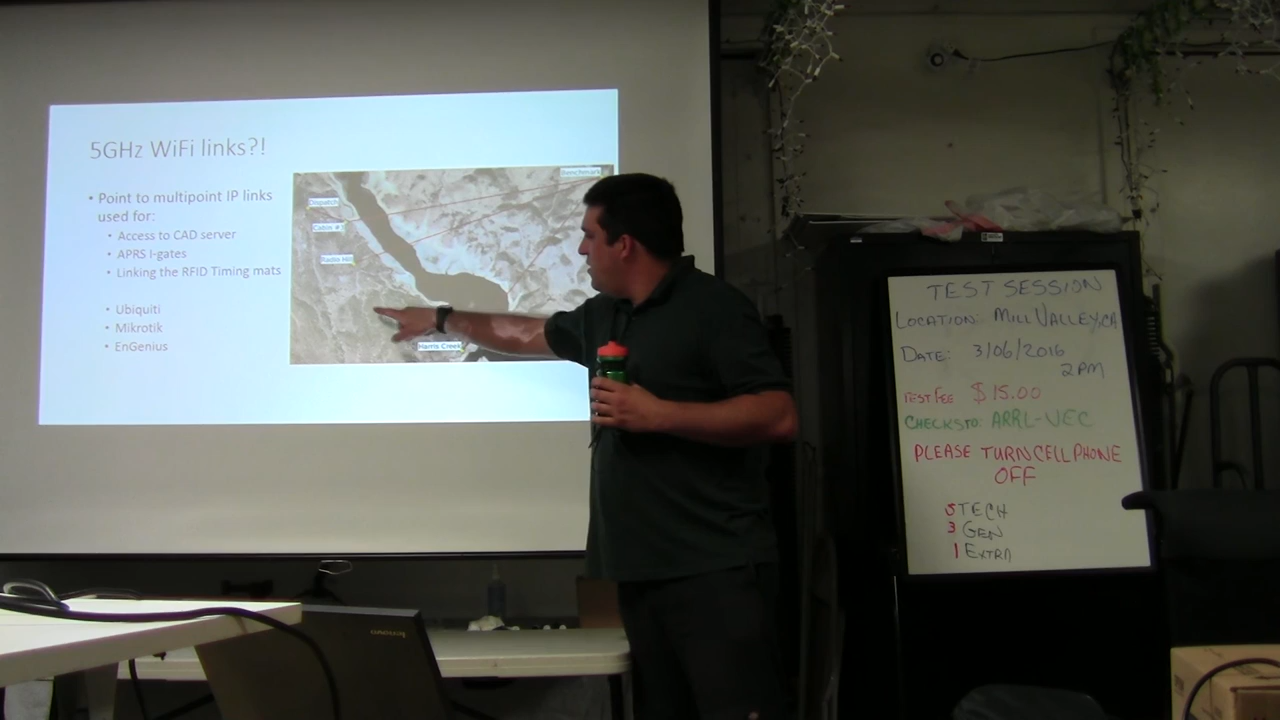 5GHz WiFi links?!
• Point to multipoint IP links
used for:
• Access to CAD server
• APRS I-gates
• Linking the RFID Timing mats
• Ubiquiti
• Mikrotik
• EnGenius
Benchmark
Dispatch
Radio Hill
Harris Creek
TEST SESSION
LOCATION: MILL VALLEY, CA
DATE: 3/06/2016
2PM
TEST FEE $15.00
CHECKS TO: ARRL-VEC
PLEASE TURN CELL PHONE
OFF
5 TECH
3 GEN
1 EXTRA